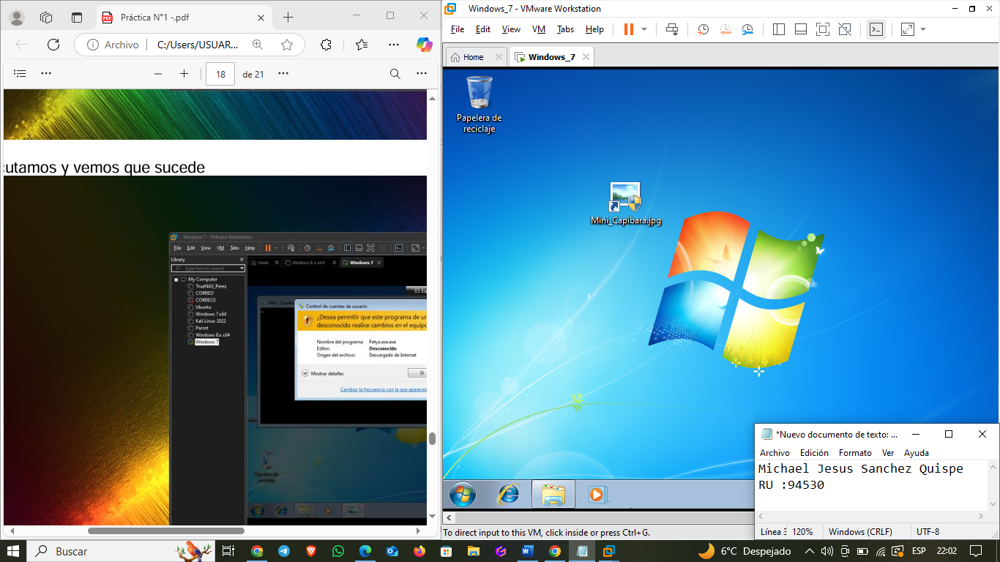 Práctica N°1 -.pdf
Archivo
C:/Users/USUAR...
18
de 21
cutamos y vemos que sucede
Windows 7 - VMware Workstation
File Edit View VM Tabs Help
Library
Type here to search
Home
Windows 8.x x64
Windows 7
My Computer
TrueNAS_Perez
CORREO
CORREO2
Ubuntu
Windows 7 x64
Kali Linux 2022
Parrot
Windows 8.x x64
Windows 7
ES Esp
Mini_Capiba
Control de cuentas de usuario
¿Desea permitir que este programa de un
desconocido realice cambios en el equipo
Nombre del programa: Petya.exe.exe
Editor: Desconocido
Origen del archivo: Descargado de Internet
Mostrar detalles
Sí
Cambiar la frecuencia con la que aparecen
Papelera de
reciclaje
Windows_7 - VMware Workstation
File Edit View VM Tabs Help
Home
Windows_7
Papelera de
reciclaje
Mini_Capibara.jpg
*Nuevo documento de texto: ...
Archivo Edición Formato Ver Ayuda
Michael Jesus Sanchez Quispe
RU :94530
Línea 120% Windows (CRLF) UTF-8
To direct input to this VM, click inside or press Ctrl+G.
Buscar
6°C Despejado
ESP
22:02